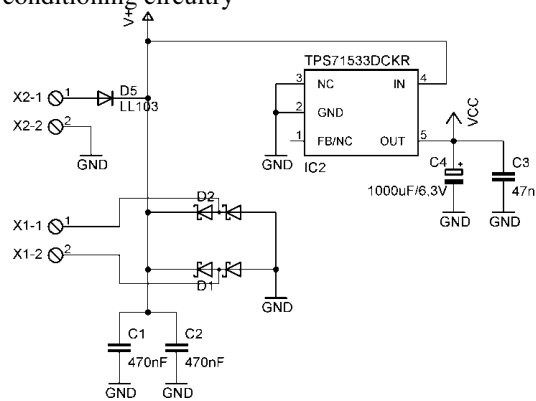 conditioning circuitry
V+
TPS71533DCKR
3 NC IN 4
2 GND
1 FB/NC OUT 5
IC2
GND
VCC
X2-1 1
D5
LL103
X2-2 2
GND
C4 +
1000uF/6,3V
GND
C3
47n
GND
X1-1 1
D2
X1-2 2
D1
GND
C1
470nF
C2
470nF
GND
GND